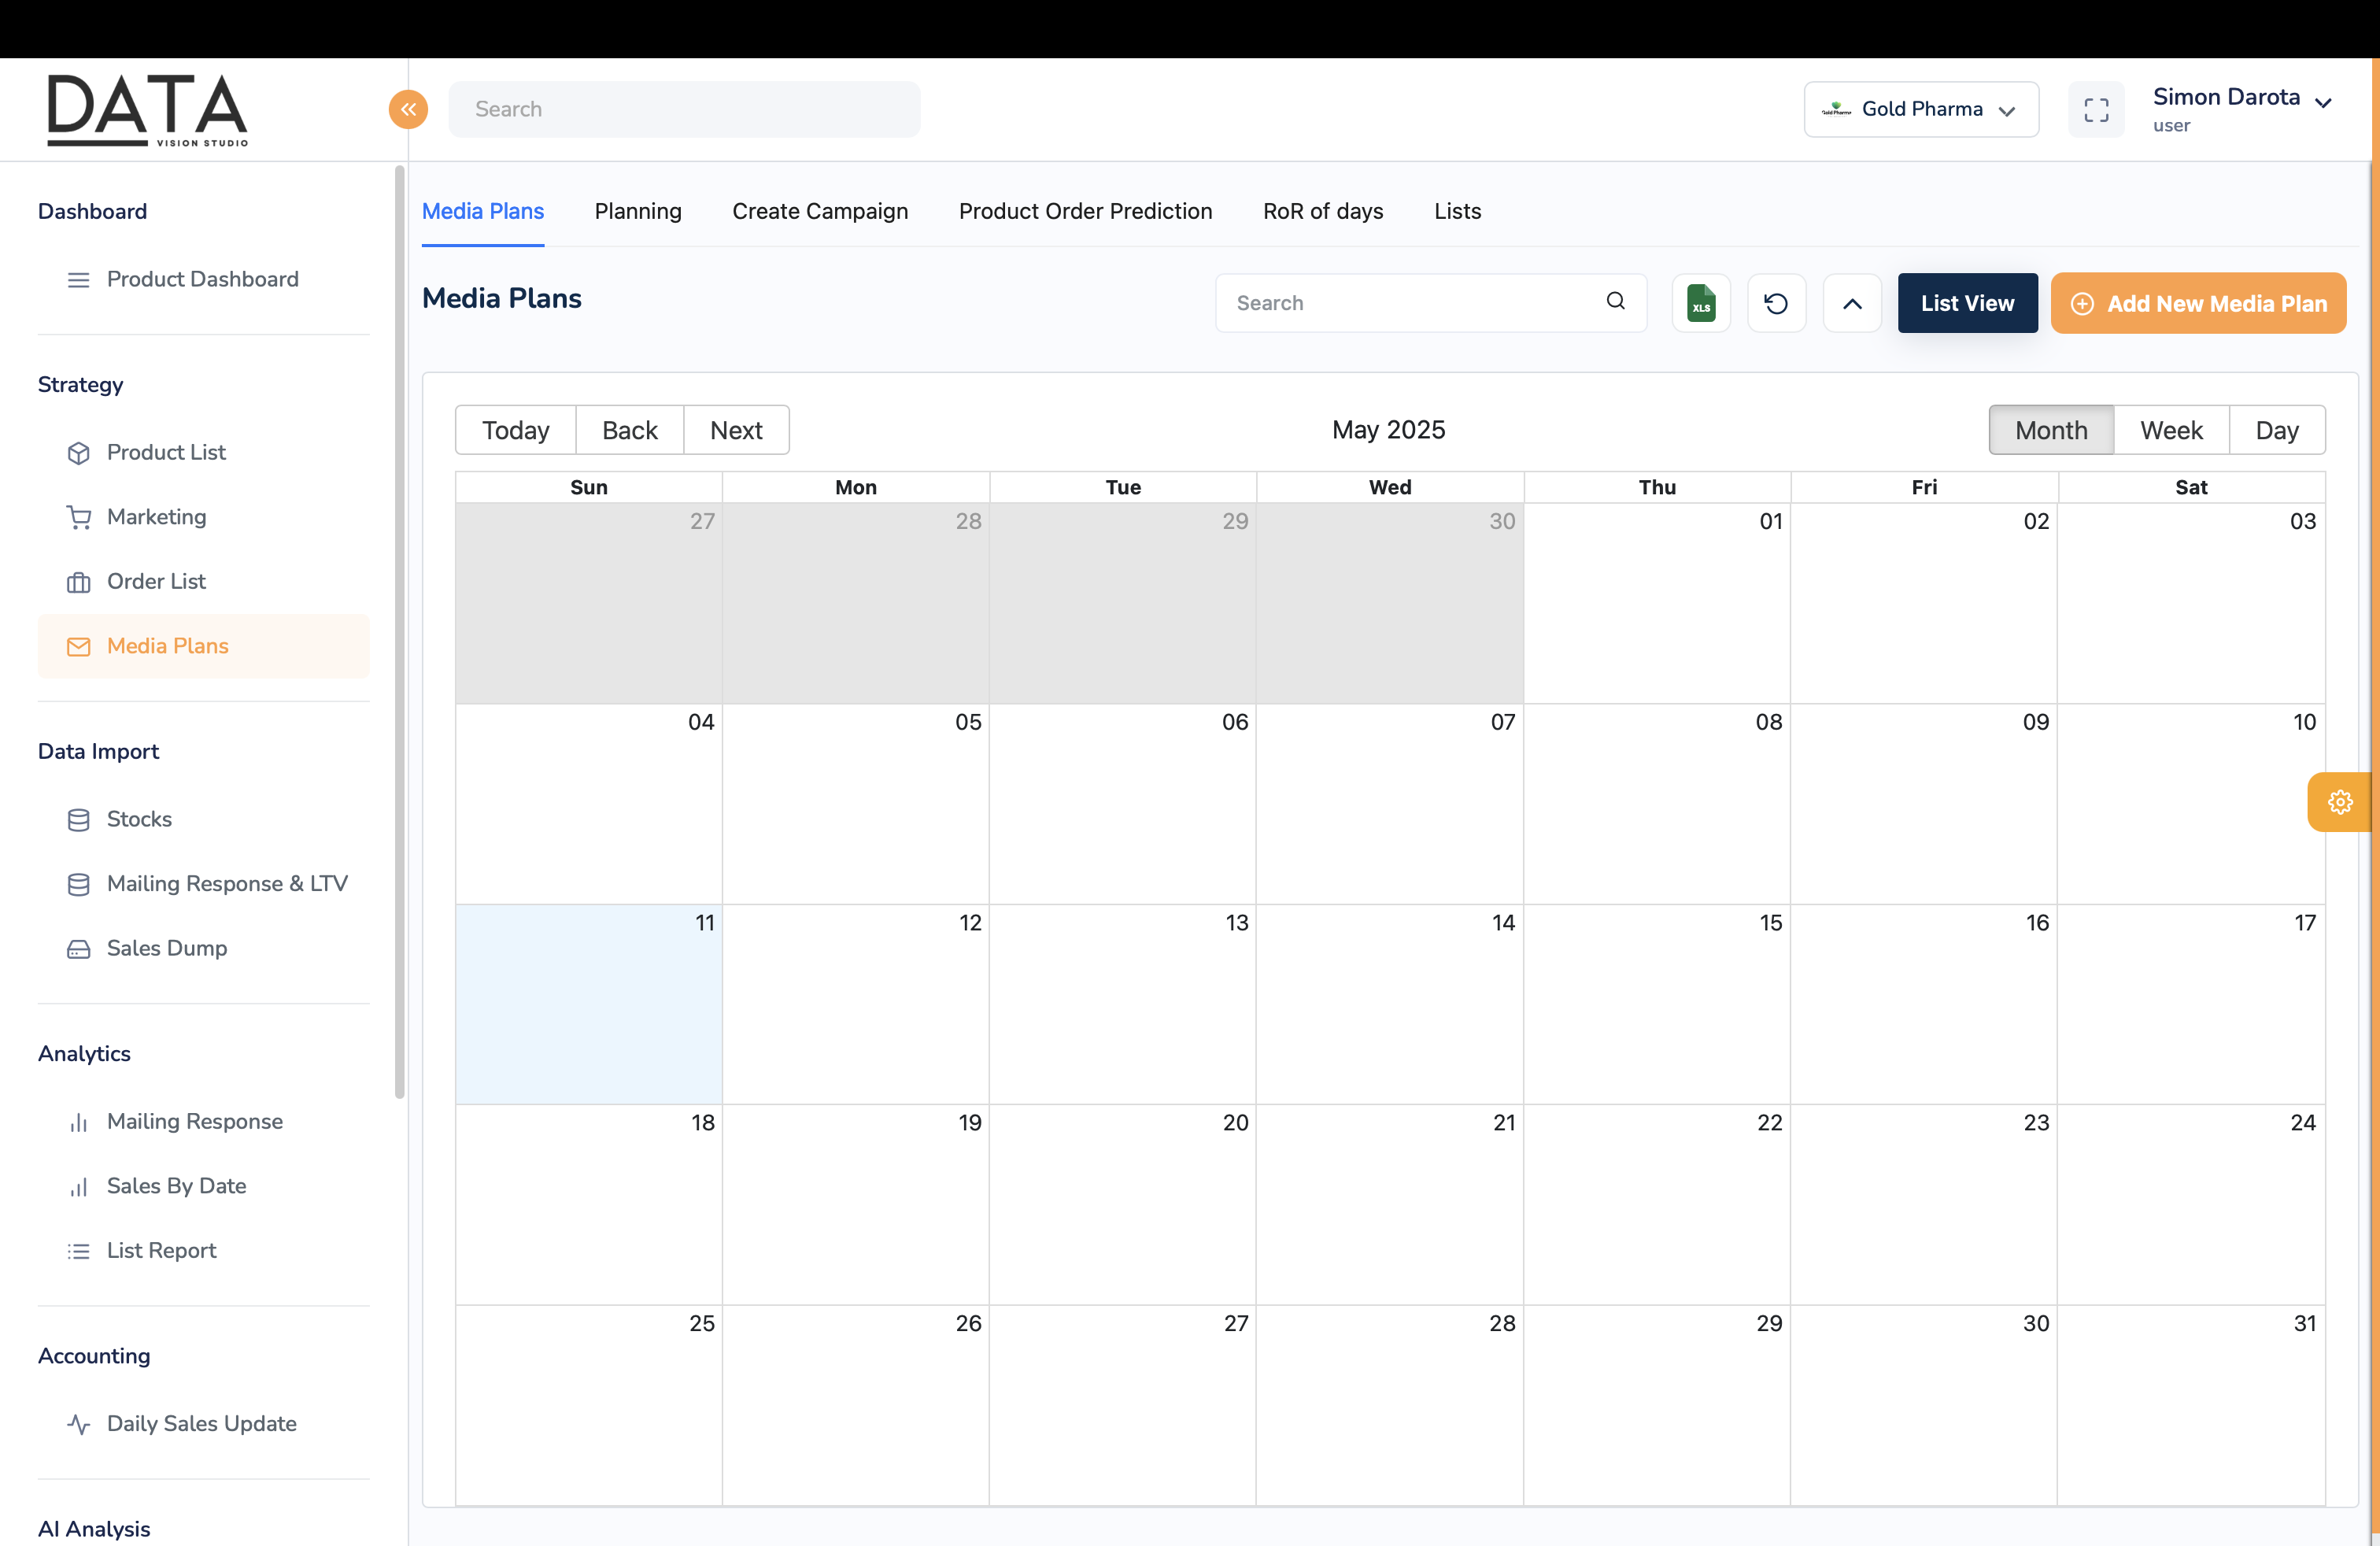 DATA
VISION STUDIO
Search
Gold Pharma
Gold Pharma
Simon Darota
user
Dashboard
Product Dashboard
Strategy
Product List
Marketing
Order List
Media Plans
Data Import
Stocks
Mailing Response & LTV
Sales Dump
Analytics
Mailing Response
Sales By Date
List Report
Accounting
Daily Sales Update
AI Analysis
Media Plans Planning Create Campaign Product Order Prediction RoR of days Lists
Media Plans
Search
XLS
List View
Add New Media Plan
Today Back Next
May 2025
Month Week Day
Sun Mon Tue Wed Thu Fri Sat
27 28 29 30 01 02 03
04 05 06 07 08 09 10
11 12 13 14 15 16 17
18 19 20 21 22 23 24
25 26 27 28 29 30 31